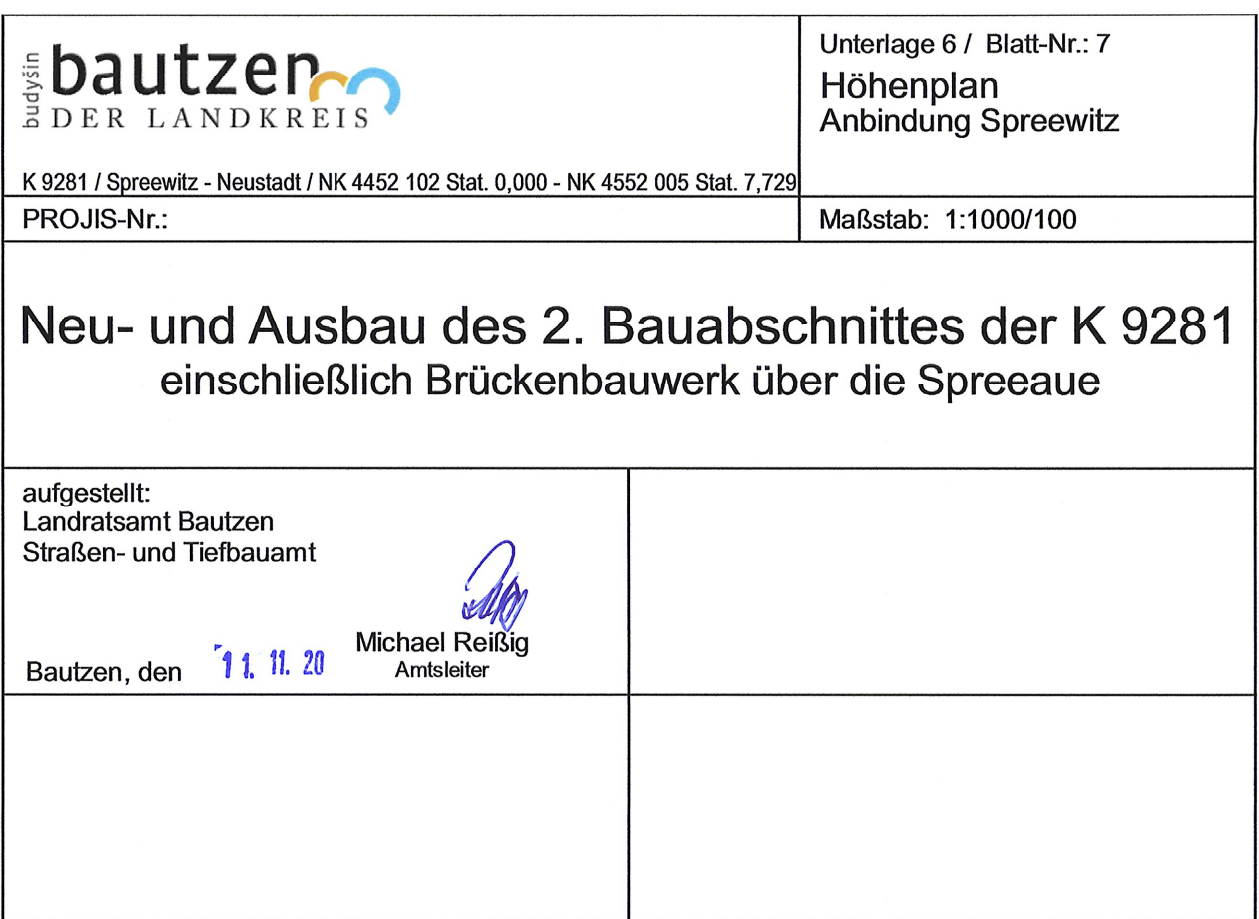 budyšin
bautzen
DER LANDKREIS
K 9281 / Spreewitz - Neustadt / NK 4452 102 Stat. 0,000 - NK 4552 005 Stat. 7,729
Unterlage 6 / Blatt-Nr.: 7
Höhenplan
Anbindung Spreewitz
PROJIS-Nr.:
Maßstab: 1:1000/100
Neu- und Ausbau des 2. Bauabschnittes der K 9281
einschließlich Brückenbauwerk über die Spreeaue
aufgestellt:
Landratsamt Bautzen
Straßen- und Tiefbauamt
Michael Reißig
Amtsleiter
Bautzen, den 11. 11. 20